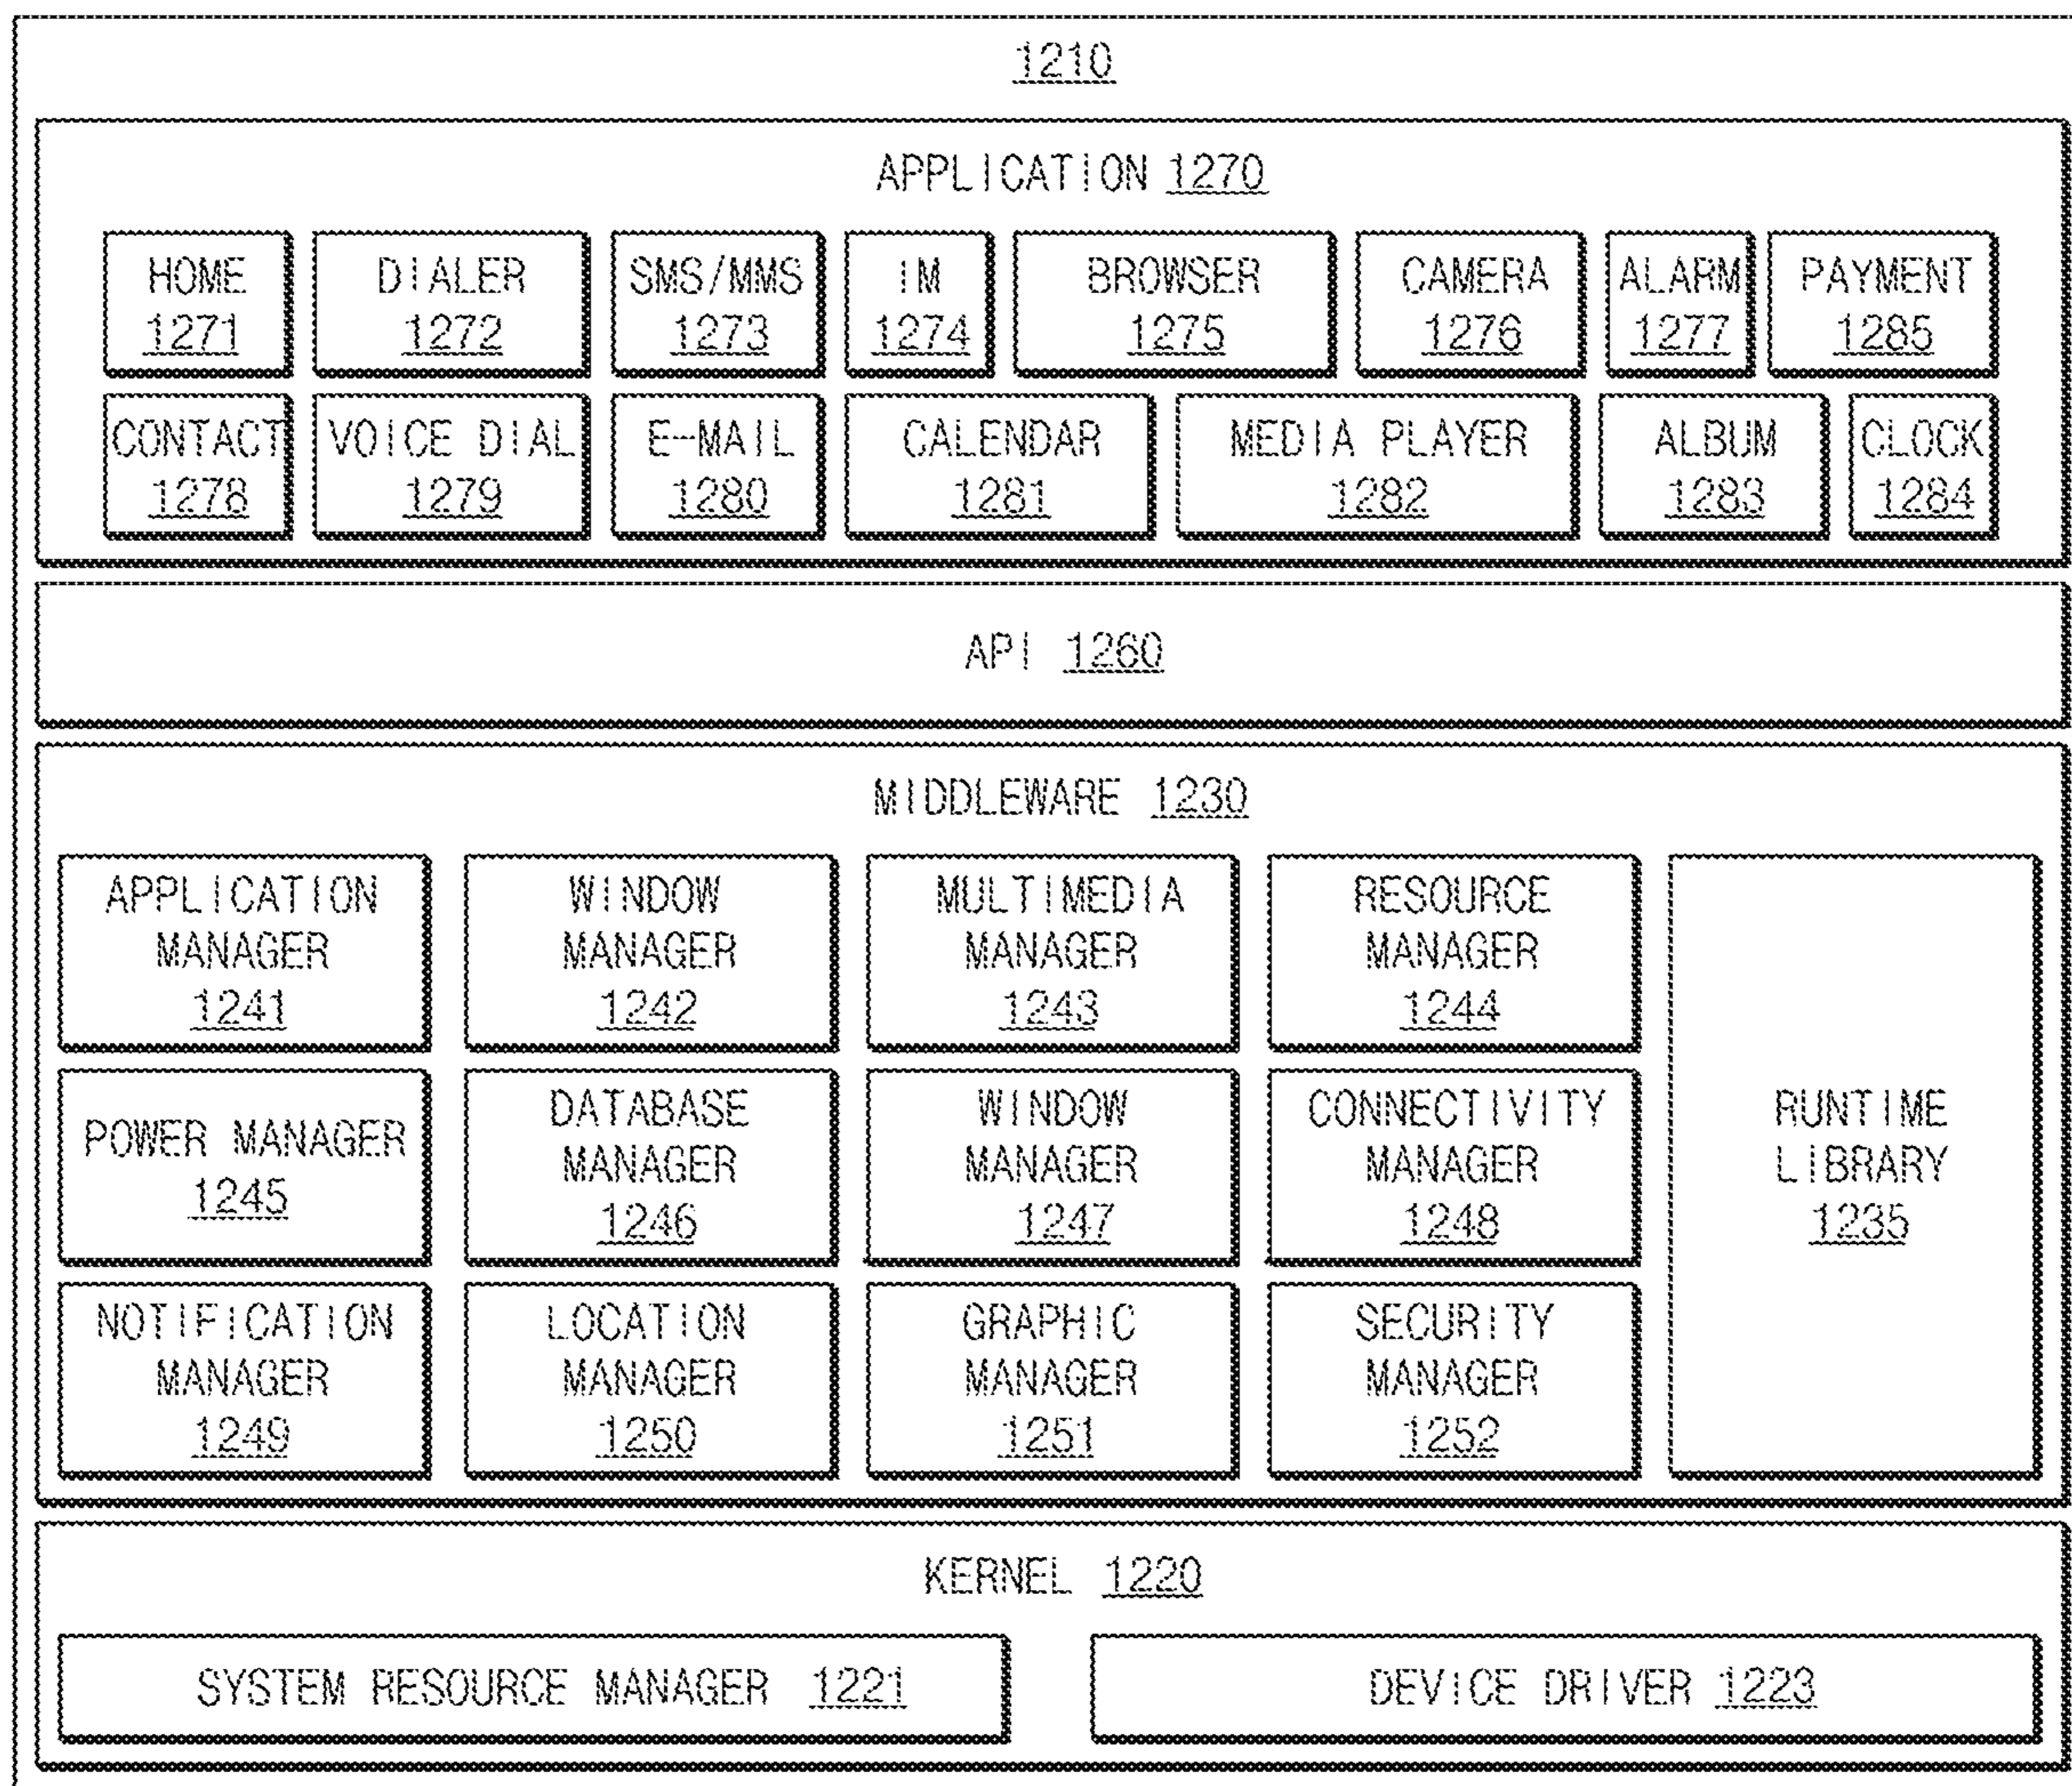 1210
APPLICATION 1270
HOME
1271
DIALER
1272
SMS/MMS
1273
IM
1274
BROWSER
1275
CAMERA
1276
ALARM
1277
PAYMENT
1285
CONTACT
1278
VOICE DIAL
1279
E-MAIL
1280
CALENDAR
1281
MEDIA PLAYER
1282
ALBUM
1283
CLOCK
1284
API 1260
MIDDLEWARE 1230
APPLICATION
MANAGER
1241
WINDOW
MANAGER
1242
MULTIMEDIA
MANAGER
1243
RESOURCE
MANAGER
1244
POWER MANAGER
1245
DATABASE
MANAGER
1246
WINDOW
MANAGER
1247
CONNECTIVITY
MANAGER
1248
RUNTIME
LIBRARY
1235
NOTIFICATION
MANAGER
1249
LOCATION
MANAGER
1250
GRAPHIC
MANAGER
1251
SECURITY
MANAGER
1252
KERNEL 1220
SYSTEM RESOURCE MANAGER 1221
DEVICE DRIVER 1223